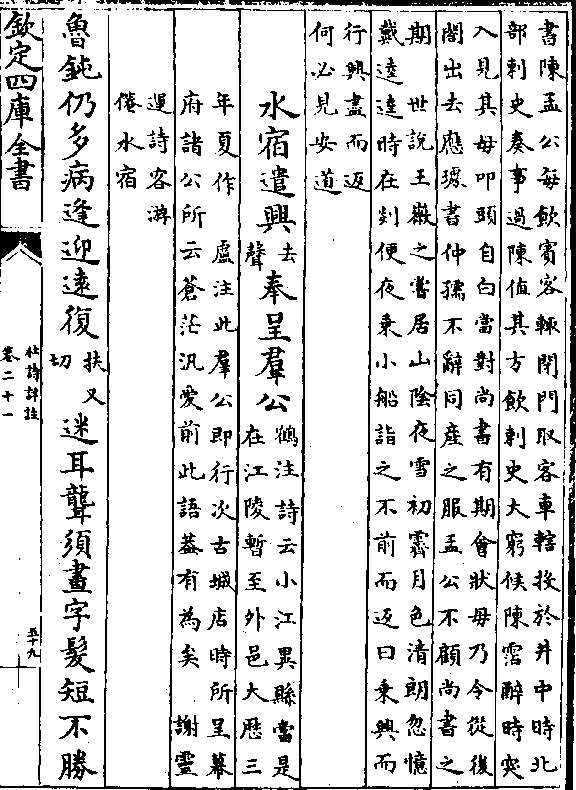 書陳孟公每飲賓客輒閉門取客車轄投於井中時北
部刺史奏事過陳值其方飲刺史大窮候陳霑醉時突
入見其母叩頭自白當對尚書有期會狀母乃令從後
閤出去應璩書仲孺不辭同産之服孟公不顧尚書之
期 世說王徽之嘗居山陰夜雪初霽月色清朗忽憶
戴逵逵時在剡便夜乗小船詣之不前而返曰乗興而
行興盡而返
何必見安道
水宿遣興去聲奉呈羣公鶴注詩云小江異縣當是
在江陵暫至外邑大厯三
年夏作 盧注此羣公即行次古城店時所呈幕
府諸公所云蒼茫汎愛前此語葢有為矣 謝靈
運詩客游
倦水宿
魯鈍仍多病逢迎逺復扶又切迷耳聾須畫字髮短不勝
欽定四庫全書
杜詩詳註
卷二十一
五十九